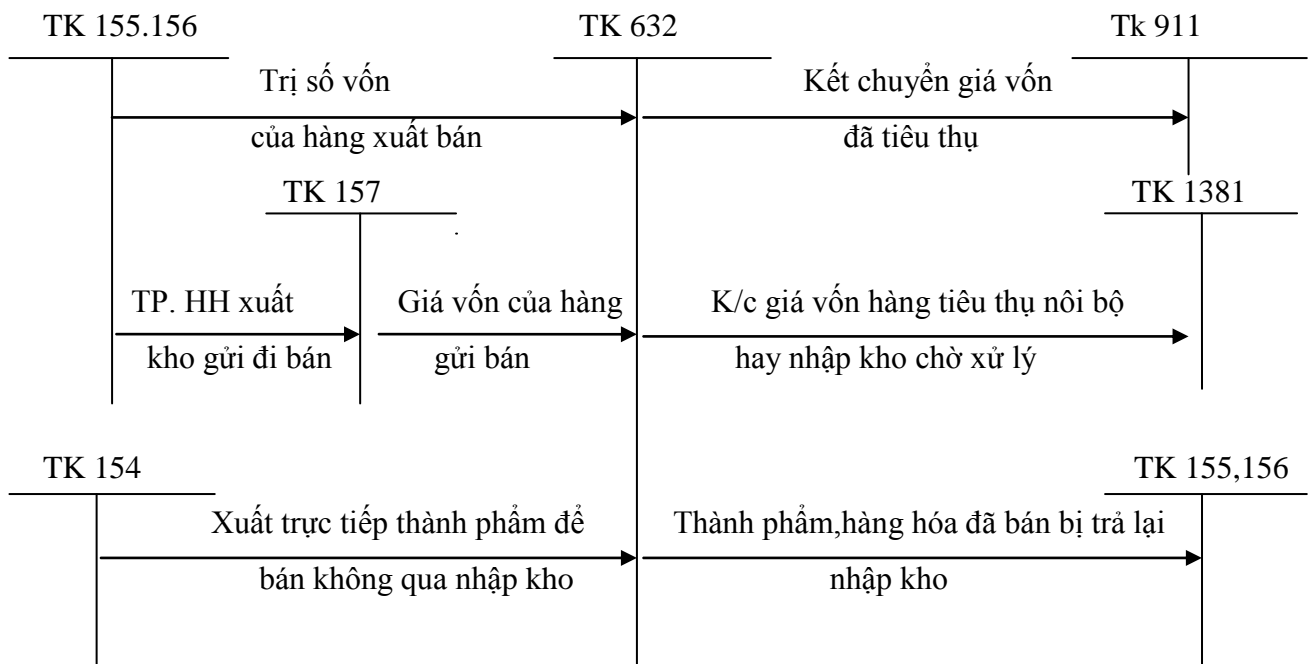 TK 155.156
TK 632
Tk 911
Trị số vốn
Kết chuyển giá vốn
của hàng xuất bán
đã tiêu thụ
TK 157
TK 1381
TP. HH xuất
Giá vốn của hàng
K/c giá vốn hàng tiêu thụ nôi bộ
kho gửi đi bán
gửi bán
hay nhập kho chờ xử lý
TK 154
TK 155,156
Xuất trực tiếp thành phẩm để
Thành phẩm,hàng hóa đã bán bị trả lại
bán không qua nhập kho
nhập kho